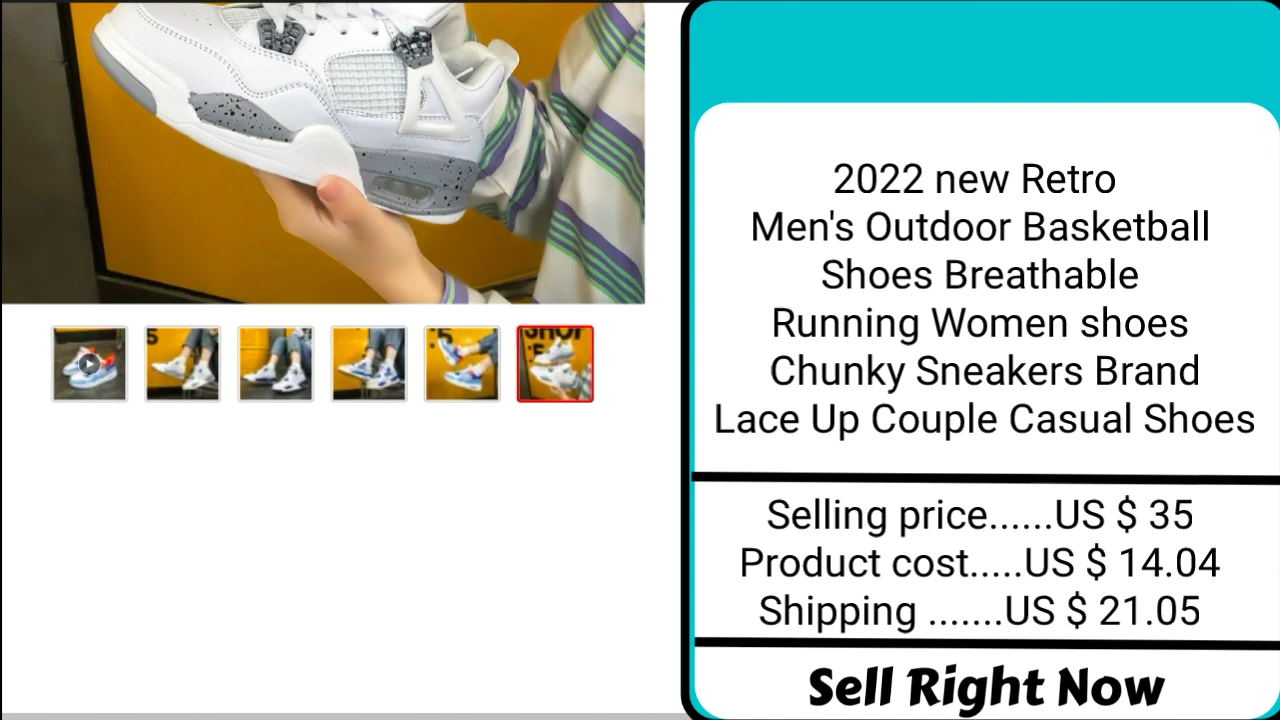 2022 new Retro
Men's Outdoor Basketball
Shoes Breathable
Running Women shoes
Chunky Sneakers Brand
Lace Up Couple Casual Shoes
Selling price......US $ 35
Product cost.....US $ 14.04
Shipping .......US $ 21.05
Sell Right Now